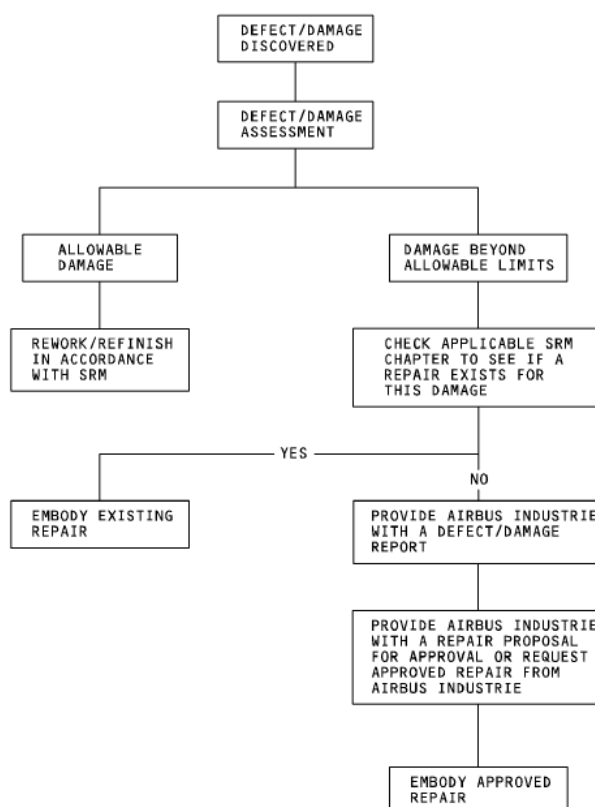 DEFECT/DAMAGE
DISCOVERED
DEFECT/DAMAGE
ASSESSMENT
ALLOWABLE
DAMAGE
DAMAGE BEYOND
ALLOWABLE LIMITS
REWORK/REFINISH
IN ACCORDANCE
WITH SRM
CHECK APPLICABLE SRM
CHAPTER TO SEE IF A
REPAIR EXISTS FOR
THIS DAMAGE
YES
NO
EMBODY EXISTING
REPAIR
PROVIDE AIRBUS INDUSTRIE
WITH A DEFECT/DAMAGE
REPORT
PROVIDE AIRBUS INDUSTRIE
WITH A REPAIR PROPOSAL
FOR APPROVAL OR REQUEST
APPROVED REPAIR FROM
AIRBUS INDUSTRIE
EMBODY APPROVED
REPAIR